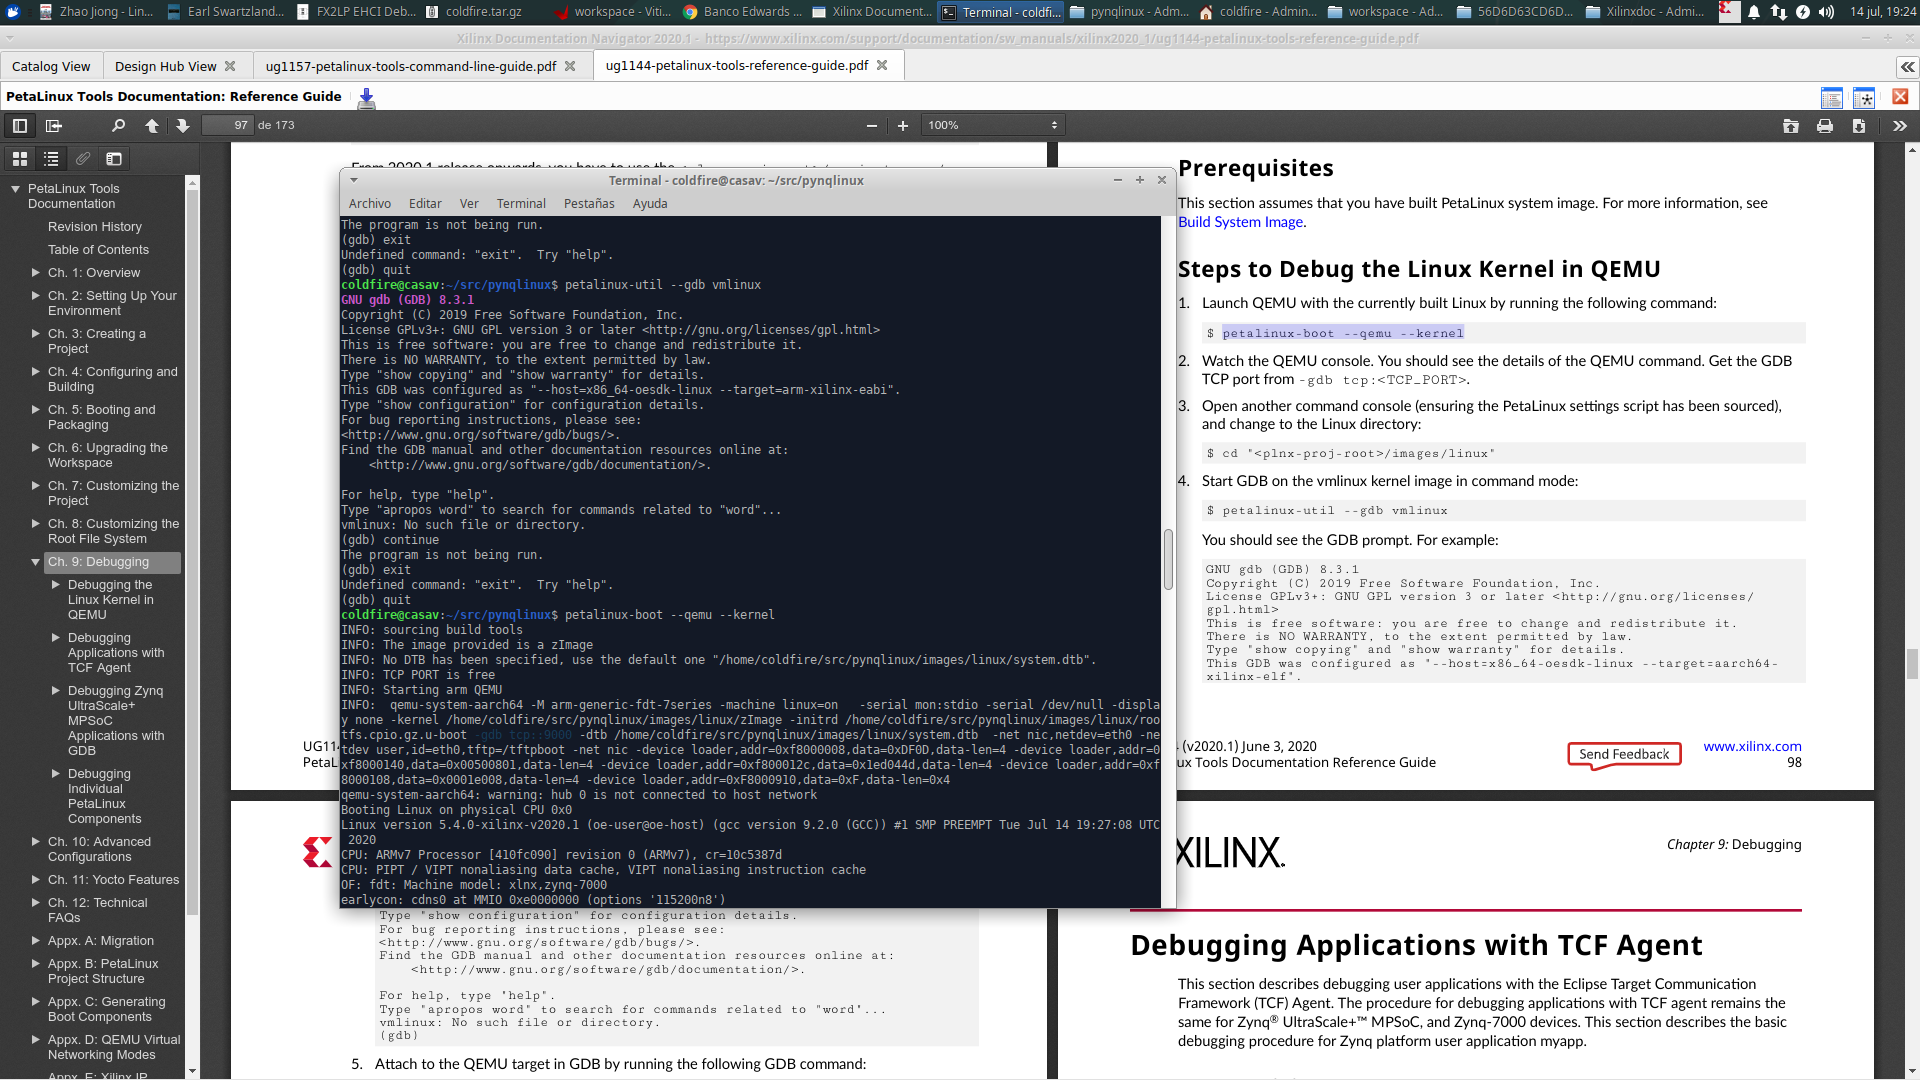 Zhao Jiong - Lin...
Earl Swartzland...
FX2LP EHCI Deb...
coldfire.tar.gz
workspace - Viti...
Banco Edwards ...
Xilinx Document...
Terminal - coldfi...
pynqlinux - Adm...
coldfire - Admin...
workspace - Ad...
56D6D63CD6D...
Xilinxdoc - Admi...
14 jul, 19:24
Xilinx Documentation Navigator 2020.1 - https://www.xilinx.com/support/documentation/sw_manuals/xilinx2020_1/ug1144-petalinux-tools-reference-guide.pdf
Catalog View
Design Hub View
ug1157-petalinux-tools-command-line-guide.pdf
ug1144-petalinux-tools-reference-guide.pdf
PetaLinux Tools Documentation: Reference Guide
97 de 173
100%
PetaLinux Tools
Documentation
Revision History
Table of Contents
Ch. 1: Overview
Ch. 2: Setting Up Your
Environment
Ch. 3: Creating a
Project
Ch. 4: Configuring and
Building
Ch. 5: Booting and
Packaging
Ch. 6: Upgrading the
Workspace
Ch. 7: Customizing the
Project
Ch. 8: Customizing the
Root File System
Ch. 9: Debugging
Debugging the
Linux Kernel in
QEMU
Debugging
Applications with
TCF Agent
Debugging Zynq
UltraScale+
MPSoC
Applications with
GDB
Debugging
Individual
PetaLinux
Components
Ch. 10: Advanced
Configurations
Ch. 11: Yocto Features
Ch. 12: Technical
FAQs
Appx. A: Migration
Appx. B: PetaLinux
Project Structure
Appx. C: Generating
Boot Components
Appx. D: QEMU Virtual
Networking Modes
Appx. E: Xilinx IP
From 2020.1 release onwards, you have to use the
Terminal - coldfire@casav: ~/src/pynqlinux
Archivo Editar Ver Terminal Pestañas Ayuda
The program is not being run.
(gdb) exit
Undefined command: "exit".  Try "help".
(gdb) quit
coldfire@casav:~/src/pynqlinux$ petalinux-util --gdb vmlinux
GNU gdb (GDB) 8.3.1
Copyright (C) 2019 Free Software Foundation, Inc.
License GPLv3+: GNU GPL version 3 or later <http://gnu.org/licenses/gpl.html>
This is free software: you are free to change and redistribute it.
There is NO WARRANTY, to the extent permitted by law.
Type "show copying" and "show warranty" for details.
This GDB was configured as "--host=x86_64-oesdk-linux --target=arm-xilinx-eabi".
Type "show configuration" for configuration details.
For bug reporting instructions, please see:
<http://www.gnu.org/software/gdb/bugs/>.
Find the GDB manual and other documentation resources online at:
<http://www.gnu.org/software/gdb/documentation/>.
For help, type "help".
Type "apropos word" to search for commands related to "word"...
vmlinux: No such file or directory.
(gdb) continue
The program is not being run.
(gdb) exit
Undefined command: "exit".  Try "help".
(gdb) quit
coldfire@casav:~/src/pynqlinux$ petalinux-boot --qemu --kernel
INFO: sourcing build tools
INFO: The image provided is a zImage
INFO: No DTB has been specified, use the default one "/home/coldfire/src/pynqlinux/images/linux/system.dtb".
INFO: TCP PORT is free
INFO: Starting arm QEMU
INFO:  qemu-system-aarch64 -M arm-generic-fdt-7series -machine linux=on   -serial mon:stdio -serial /dev/null -displa
y none -kernel /home/coldfire/src/pynqlinux/images/linux/zImage -initrd /home/coldfire/src/pynqlinux/images/linux/roo
tfs.cpio.gz.u-boot -gdb tcp::9000 -dtb /home/coldfire/src/pynqlinux/images/linux/system.dtb  -net nic,netdev=eth0 -ne
tdev user,id=eth0,tftp=/tftpboot -net nic -device loader,addr=0xf8000008,data=0xDF0D,data-len=4 -device loader,addr=0
xf8000140,data=0x00500801,data-len=4 -device loader,addr=0xf800012c,data=0x1ed044d,data-len=4 -device loader,addr=0xf
8000108,data=0x0001e008,data-len=4 -device loader,addr=0xF8000910,data=0xF,data-len=0x4
qemu-system-aarch64: warning: hub 0 is not connected to host network
Booting Linux on physical CPU 0x0
Linux version 5.4.0-xilinx-v2020.1 (oe-user@oe-host) (gcc version 9.2.0 (GCC)) #1 SMP PREEMPT Tue Jul 14 19:27:08 UTC
2020
CPU: ARMv7 Processor [410fc090] revision 0 (ARMv7), cr=10c5387d
CPU: PIPT / VIPT nonaliasing data cache, VIPT nonaliasing instruction cache
OF: fdt: Machine model: xlnx,zynq-7000
earlycon: cdns0 at MMIO 0xe0000000 (options '115200n8')
UG114
PetaL
Type "show configuration" for configuration details.
For bug reporting instructions, please see:
<http://www.gnu.org/software/gdb/bugs/>.
Find the GDB manual and other documentation resources online at:
<http://www.gnu.org/software/gdb/documentation/>.
For help, type "help".
Type "apropos word" to search for commands related to "word"...
vmlinux: No such file or directory.
(gdb)
5. Attach to the QEMU target in GDB by running the following GDB command:
Prerequisites
This section assumes that you have built PetaLinux system image. For more information, see
Build System Image.
Steps to Debug the Linux Kernel in QEMU
1. Launch QEMU with the currently built Linux by running the following command:
$ petalinux-boot --qemu --kernel
2. Watch the QEMU console. You should see the details of the QEMU command. Get the GDB
TCP port from -gdb tcp:<TCP_PORT>.
3. Open another command console (ensuring the PetaLinux settings script has been sourced),
and change to the Linux directory:
$ cd "<plnx-proj-root>/images/linux"
4. Start GDB on the vmlinux kernel image in command mode:
$ petalinux-util --gdb vmlinux
You should see the GDB prompt. For example:
GNU gdb (GDB) 8.3.1
Copyright (C) 2019 Free Software Foundation, Inc.
License GPLv3+: GNU GPL version 3 or later <http://gnu.org/licenses/
gpl.html>
This is free software: you are free to change and redistribute it.
There is NO WARRANTY, to the extent permitted by law.
Type "show copying" and "show warranty" for details.
This GDB was configured as "--host=x86_64-oesdk-linux --target=aarch64-
xilinx-elf".
(v2020.1) June 3, 2020
www.xilinx.com
ux Tools Documentation Reference Guide
98
Send Feedback
XILINX.
Chapter 9: Debugging
Debugging Applications with TCF Agent
This section describes debugging user applications with the Eclipse Target Communication
Framework (TCF) Agent. The procedure for debugging applications with TCF agent remains the
same for Zynq® UltraScale+™ MPSoC, and Zynq-7000 devices. This section describes the basic
debugging procedure for Zynq platform user application myapp.